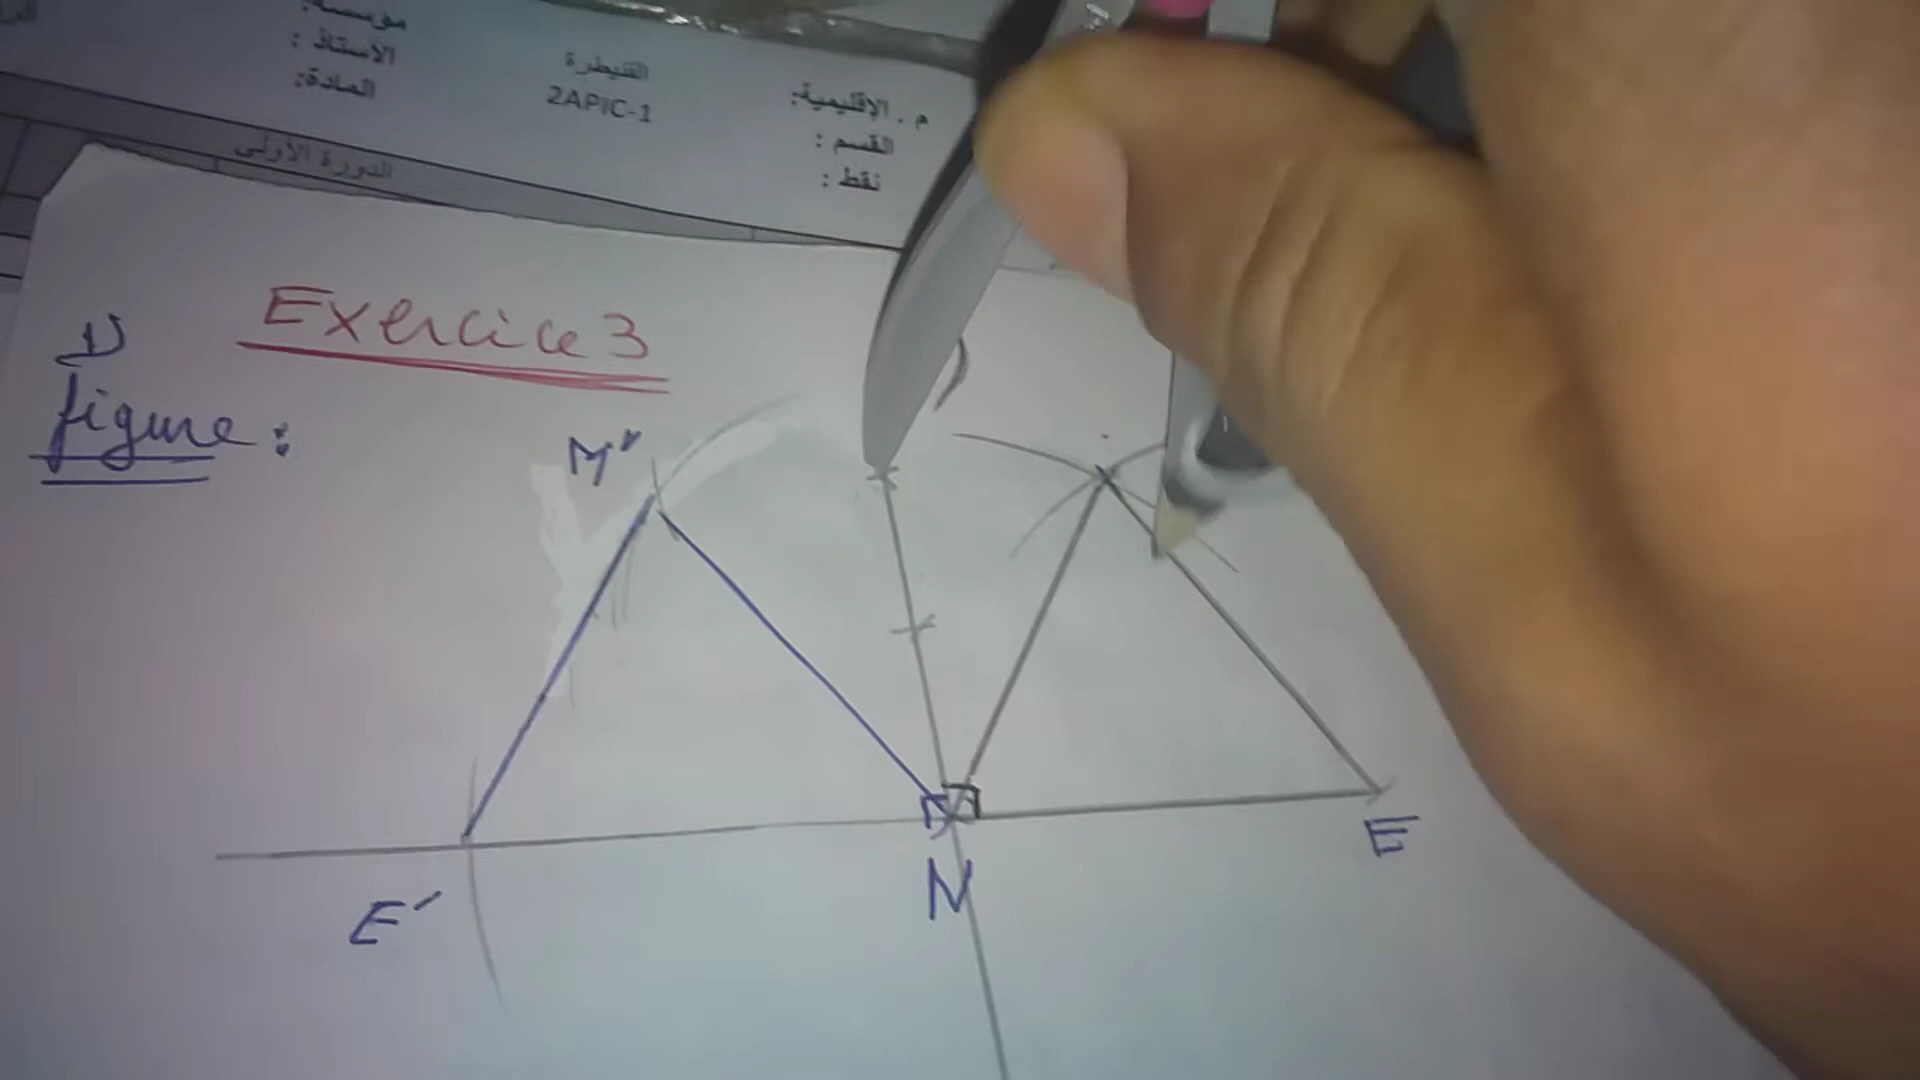 مؤسسة:
الأستاذ :
المادة:
القنيطرة
2APIC-1
م . الإقليمية:
القسم :
نقط :
الدورة الأولى
Exercice 3
1)
figure :
M'
E'
N
E